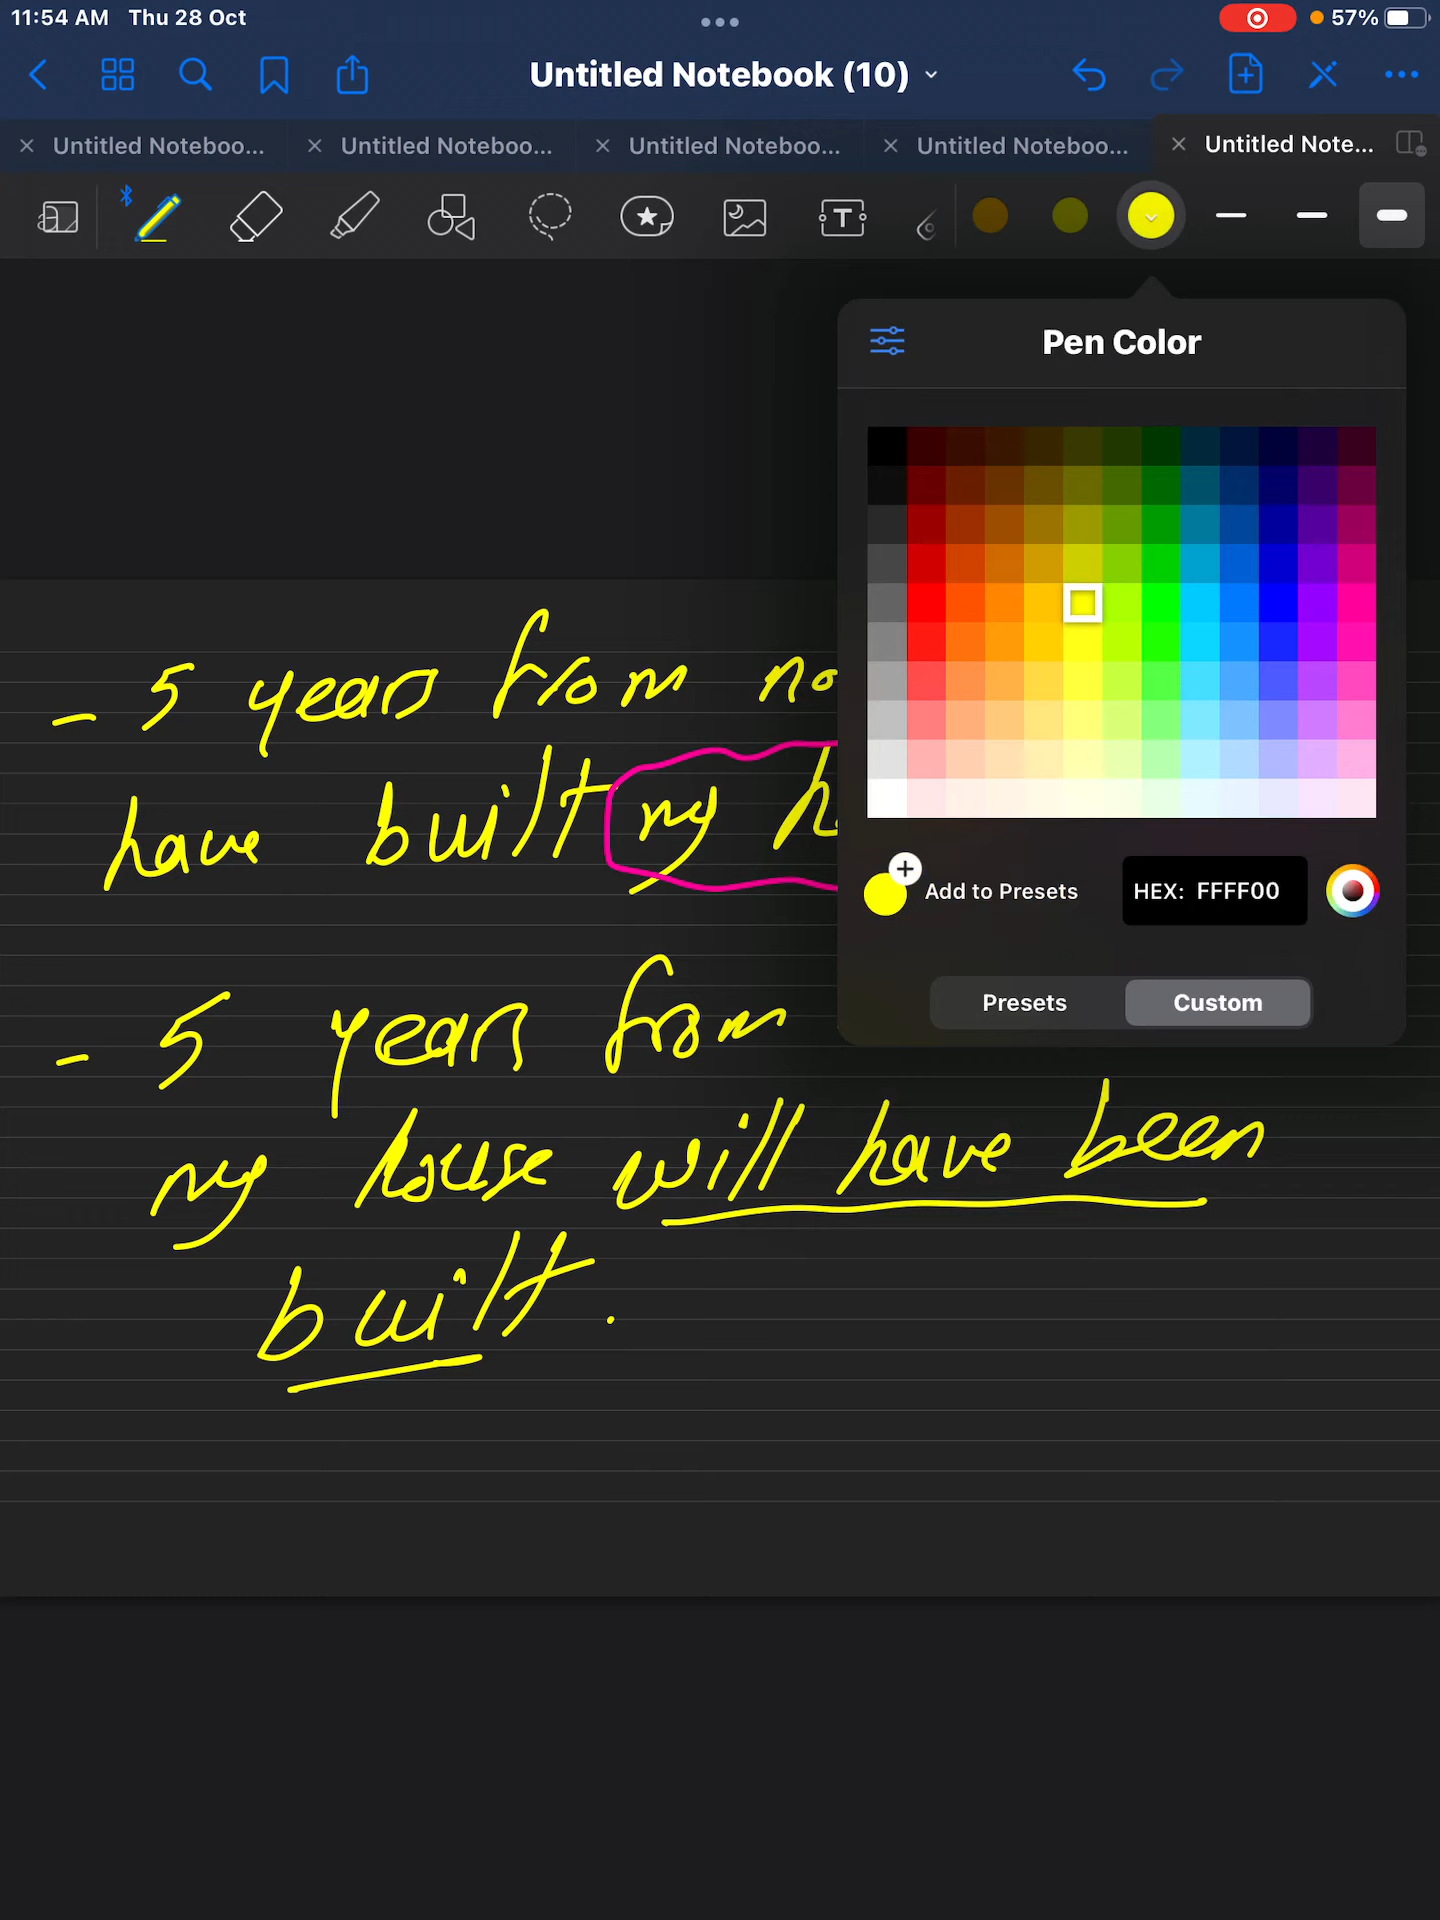 11:54 AM Thu 28 Oct 57%
Untitled Notebook (10)
Untitled Noteboo... Untitled Noteboo... Untitled Noteboo... Untitled Noteboo... Untitled Note...
T
Pen Color
- 5 years from no
have built my h
Add to Presets HEX: FFFF00
Presets Custom
- 5 years from
my house will have been
built.